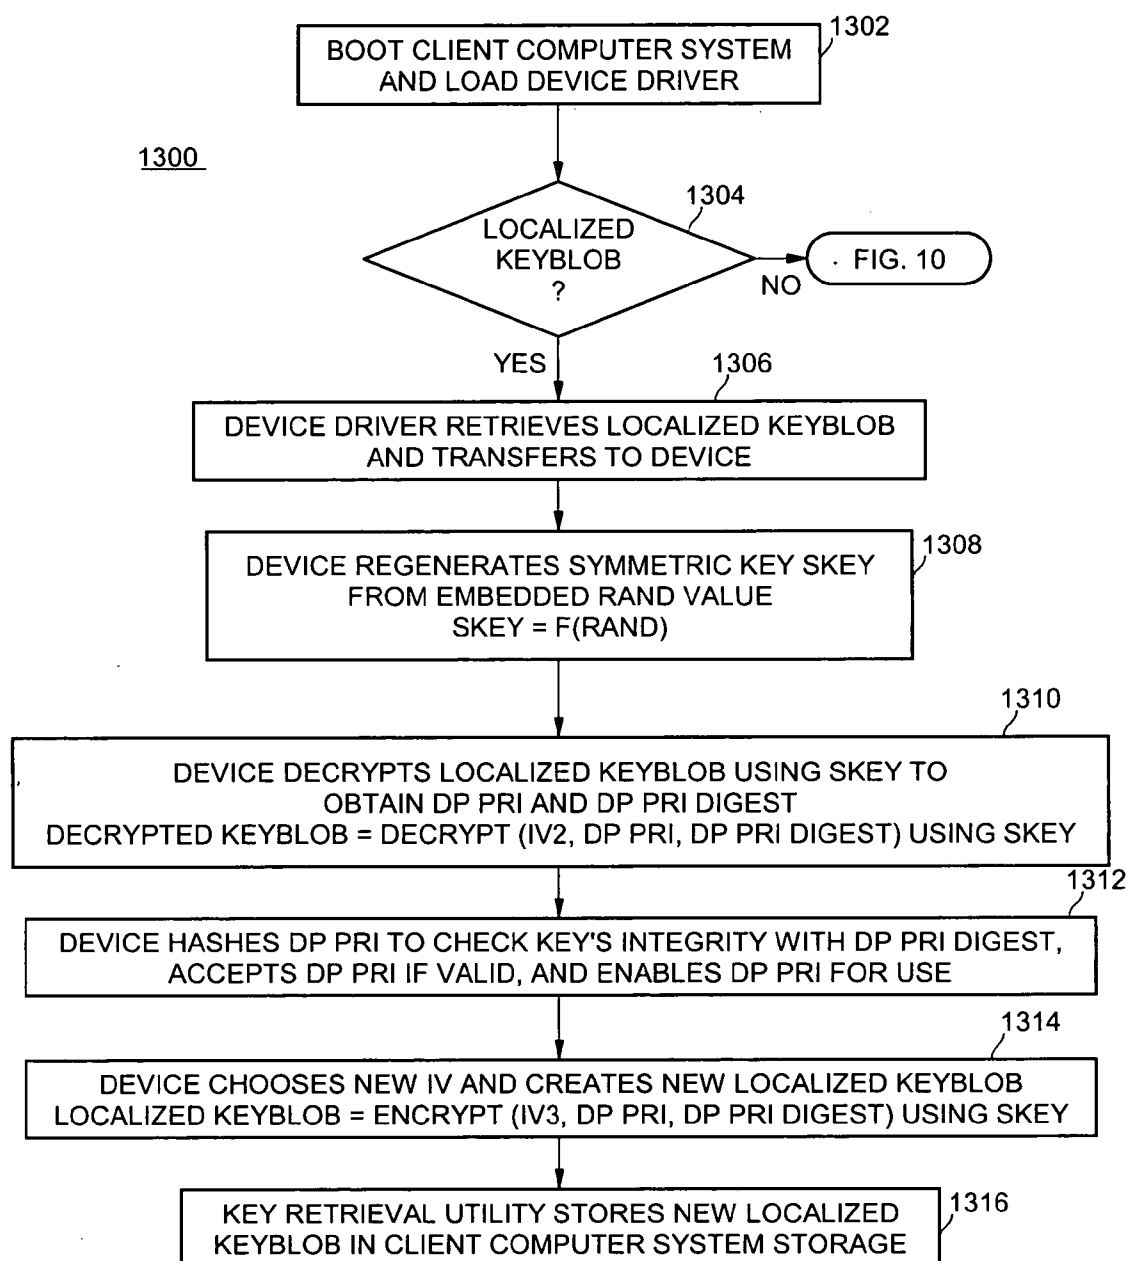 1302
BOOT CLIENT COMPUTER SYSTEM
AND LOAD DEVICE DRIVER
1300
1304
LOCALIZED
KEYBLOB
?
FIG. 10
NO
YES
1306
DEVICE DRIVER RETRIEVES LOCALIZED KEYBLOB
AND TRANSFERS TO DEVICE
1308
DEVICE REGENERATES SYMMETRIC KEY SKEY
FROM EMBEDDED RAND VALUE
SKEY = F(RAND)
1310
DEVICE DECRYPTS LOCALIZED KEYBLOB USING SKEY TO
OBTAIN DP PRI AND DP PRI DIGEST
DECRYPTED KEYBLOB = DECRYPT (IV2, DP PRI, DP PRI DIGEST) USING SKEY
1312
DEVICE HASHES DP PRI TO CHECK KEY'S INTEGRITY WITH DP PRI DIGEST,
ACCEPTS DP PRI IF VALID, AND ENABLES DP PRI FOR USE
1314
DEVICE CHOOSES NEW IV AND CREATES NEW LOCALIZED KEYBLOB
LOCALIZED KEYBLOB = ENCRYPT (IV3, DP PRI, DP PRI DIGEST) USING SKEY
1316
KEY RETRIEVAL UTILITY STORES NEW LOCALIZED
KEYBLOB IN CLIENT COMPUTER SYSTEM STORAGE